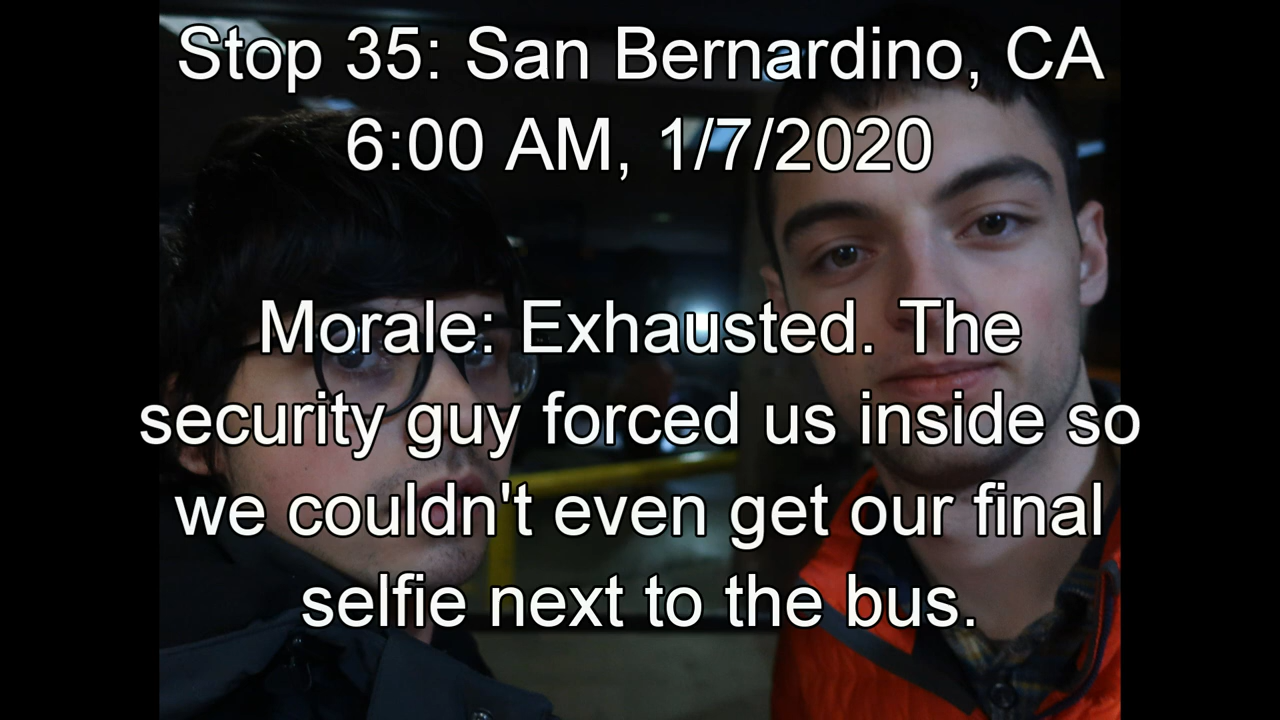 Stop 35: San Bernardino, CA
6:00 AM, 1/7/2020
Morale: Exhausted. The
security guy forced us inside so
we couldn't even get our final
selfie next to the bus.